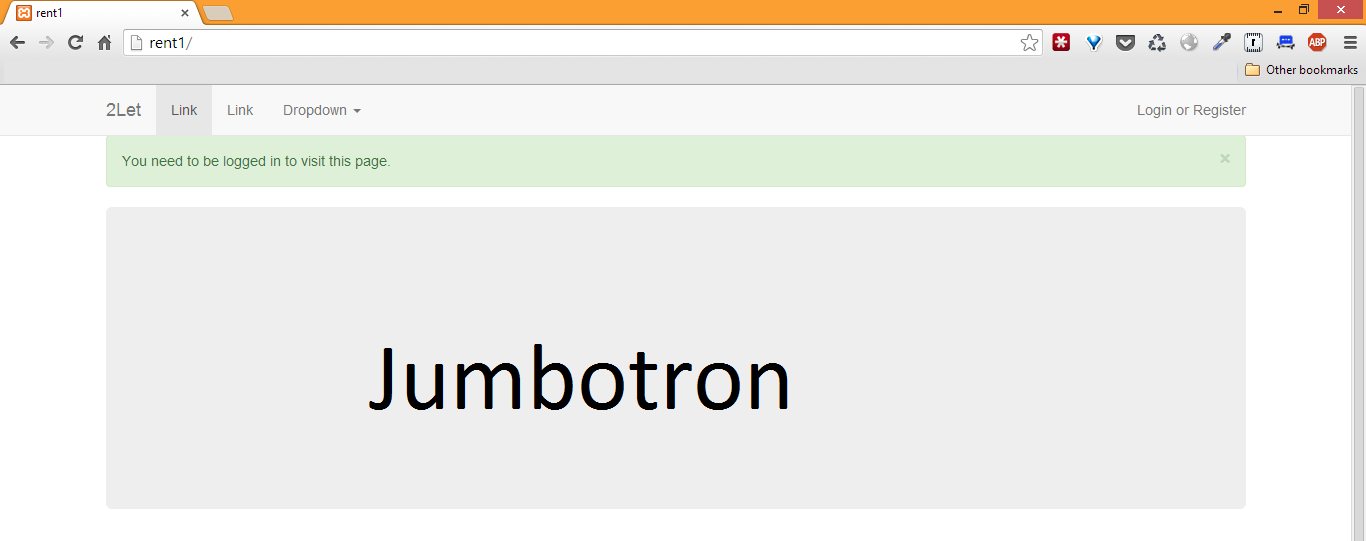 rent1
rent1/
ABP
Other bookmarks
2Let Link Link Dropdown Login or Register
You need to be logged in to visit this page.
Jumbotron